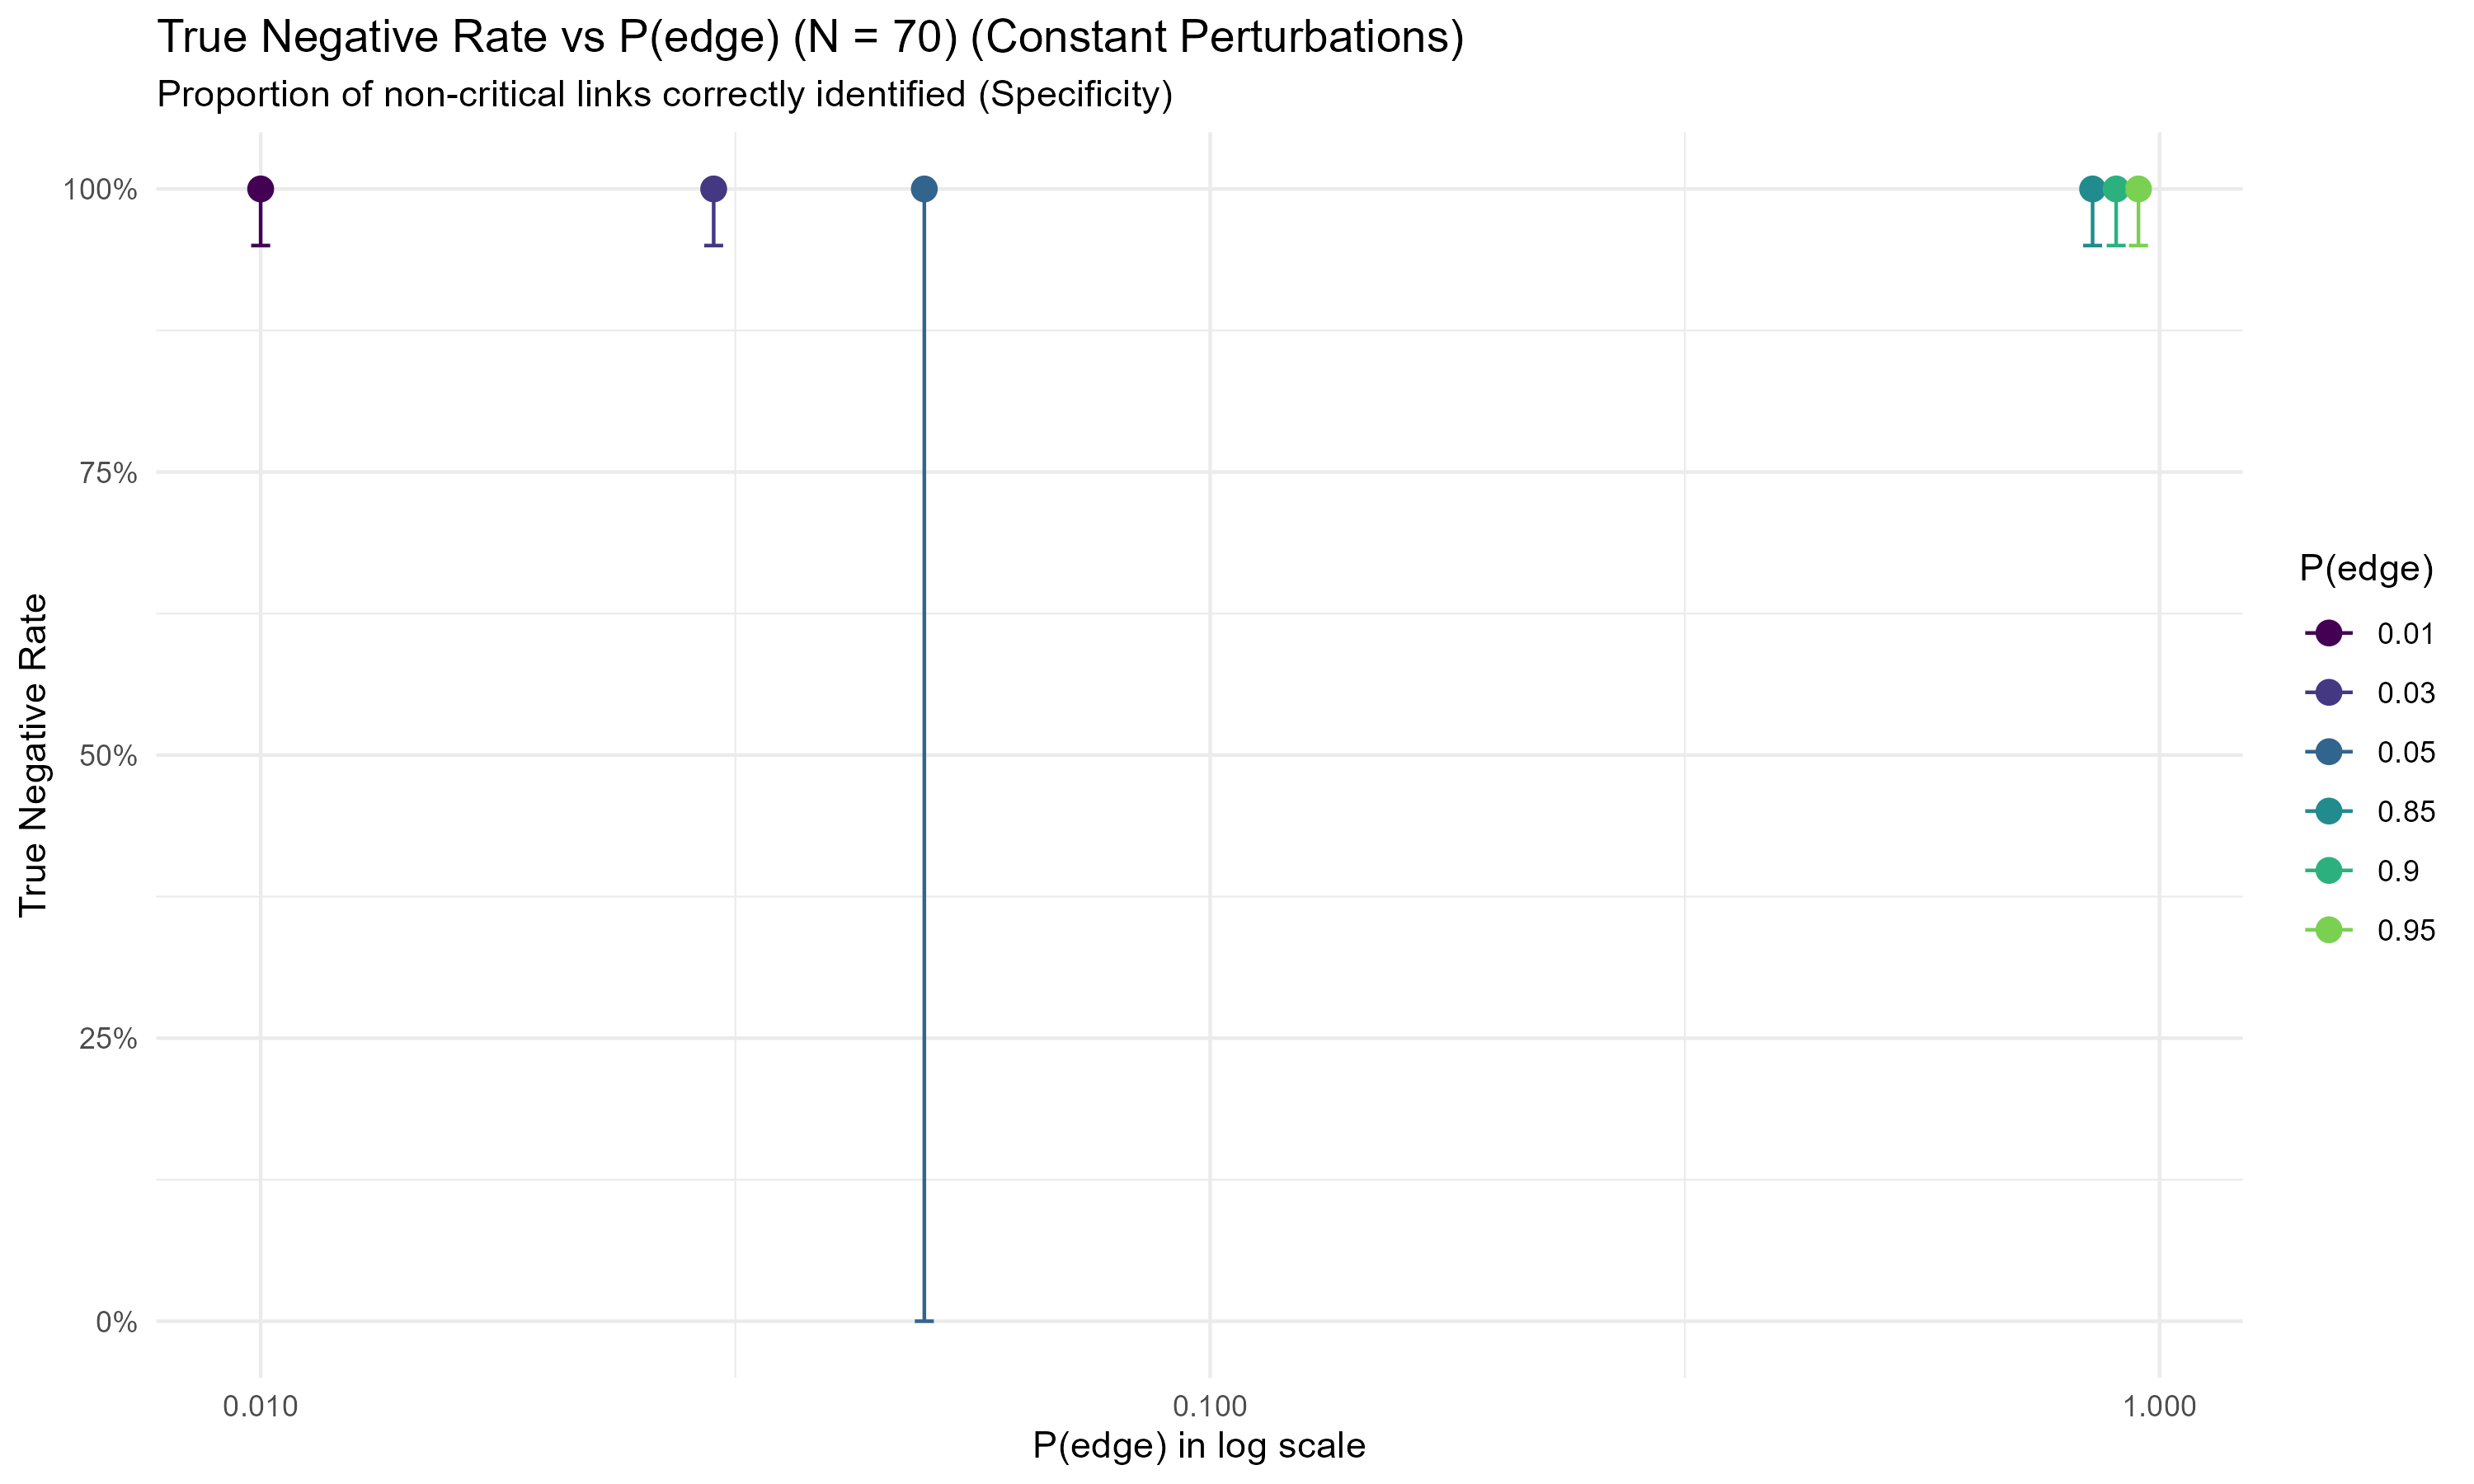 True Negative Rate vs P(edge) (N = 70) (Constant Perturbations)
Proportion of non-critical links correctly identified (Specificity)
True Negative Rate
100%
75%
50%
25%
0%
0.010
0.100
1.000
P(edge) in log scale
P(edge)
0.01
0.03
0.05
0.85
0.9
0.95